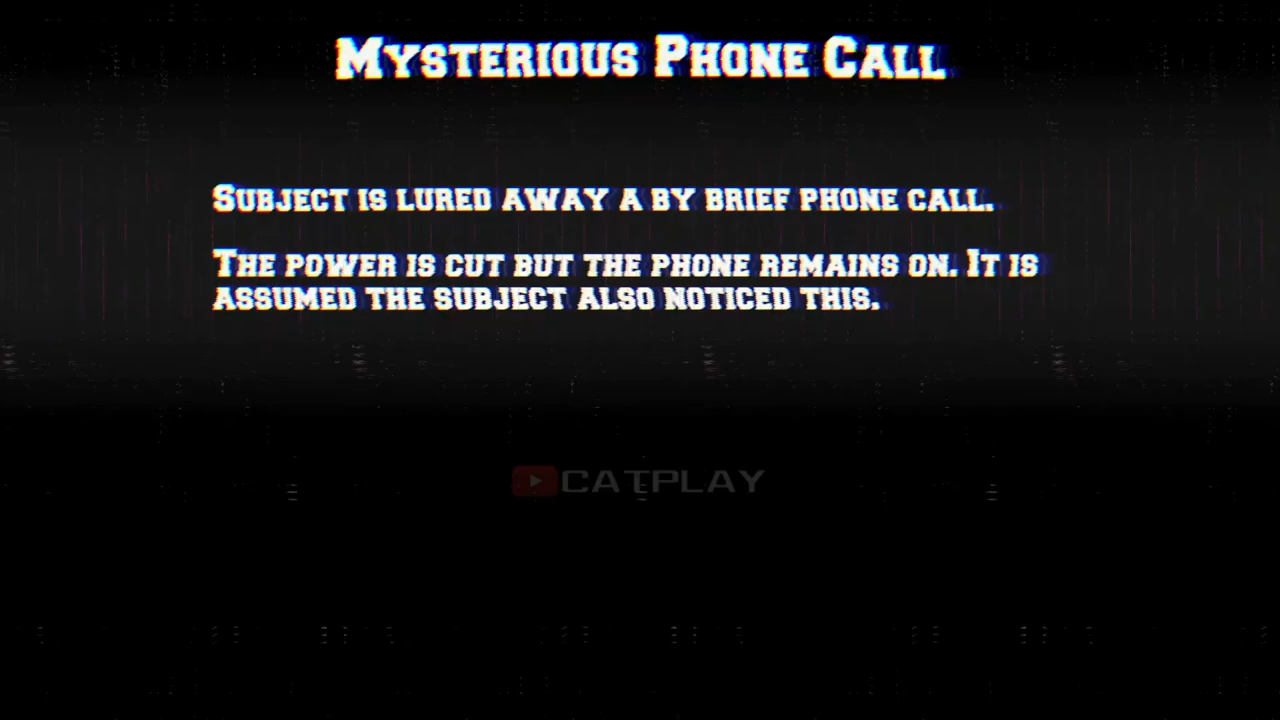 Mysterious Phone Call
Subject is lured away a by brief phone call.
The power is cut but the phone remains on. It is
assumed the subject also noticed this.
CATPLAY